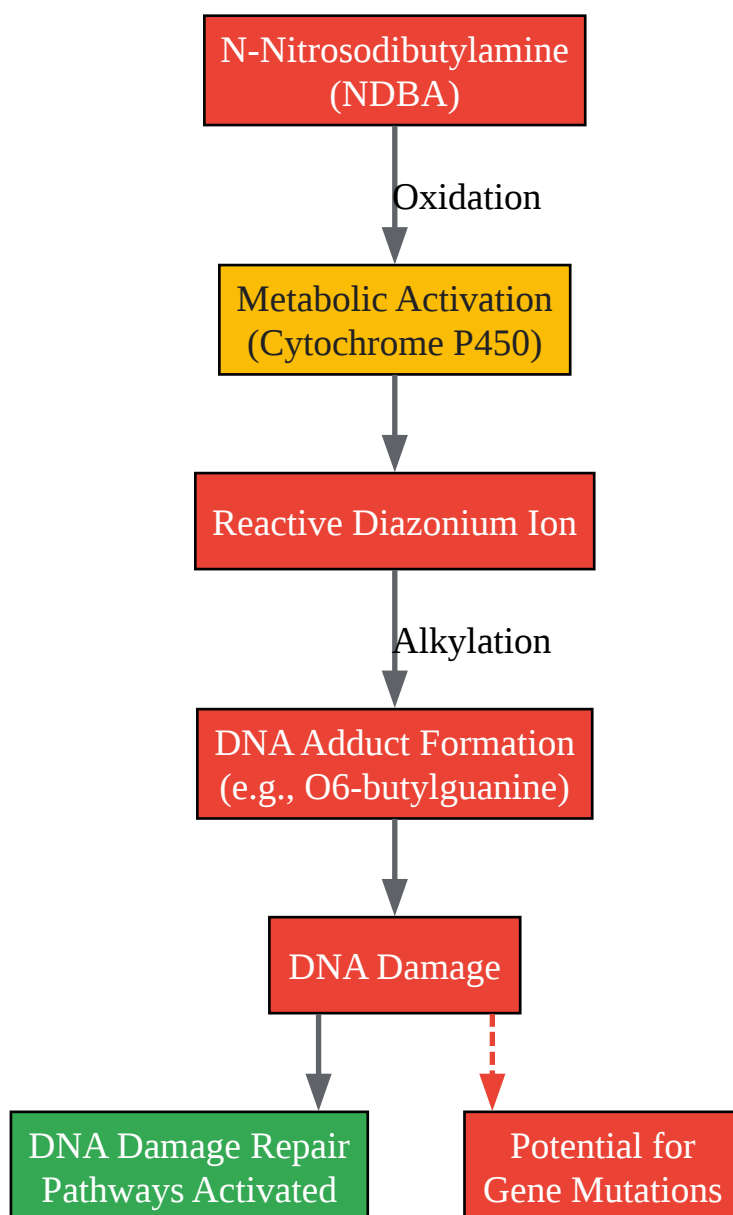 N-Nitrosodibutylamine
(NDBA)
Oxidation
Metabolic Activation
(Cytochrome P450)
Reactive Diazonium Ion
Alkylation
DNA Adduct Formation
(e.g., O6-butylguanine)
DNA Damage
DNA Damage Repair
Pathways Activated
Potential for
Gene Mutations